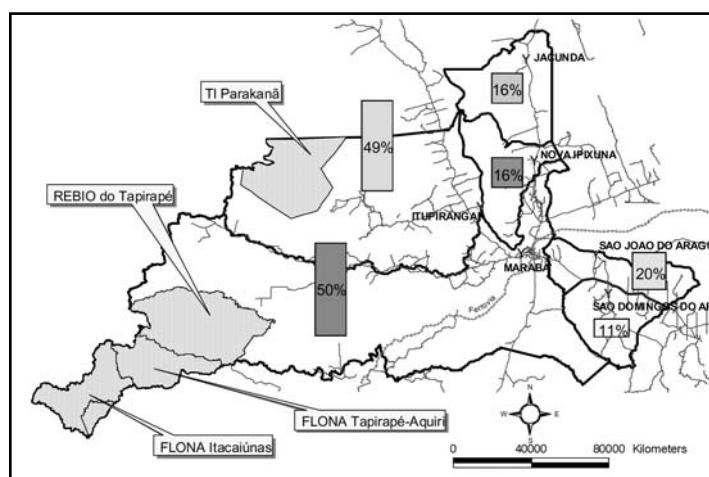 JACUNDA
16%
TI Parakanã
49%
NOVA IPIXUNA
16%
REBIO do Tapirapé
ITUPIRANGA
SAO JOAO DO ARAGU
MARABA
20%
50%
SAO DOMINGOS DO AR
Ferrovia
11%
FLONA Tapirapé-Aquiri
N
W E
S
FLONA Itacaiúnas
0 40000 80000 Kilometers